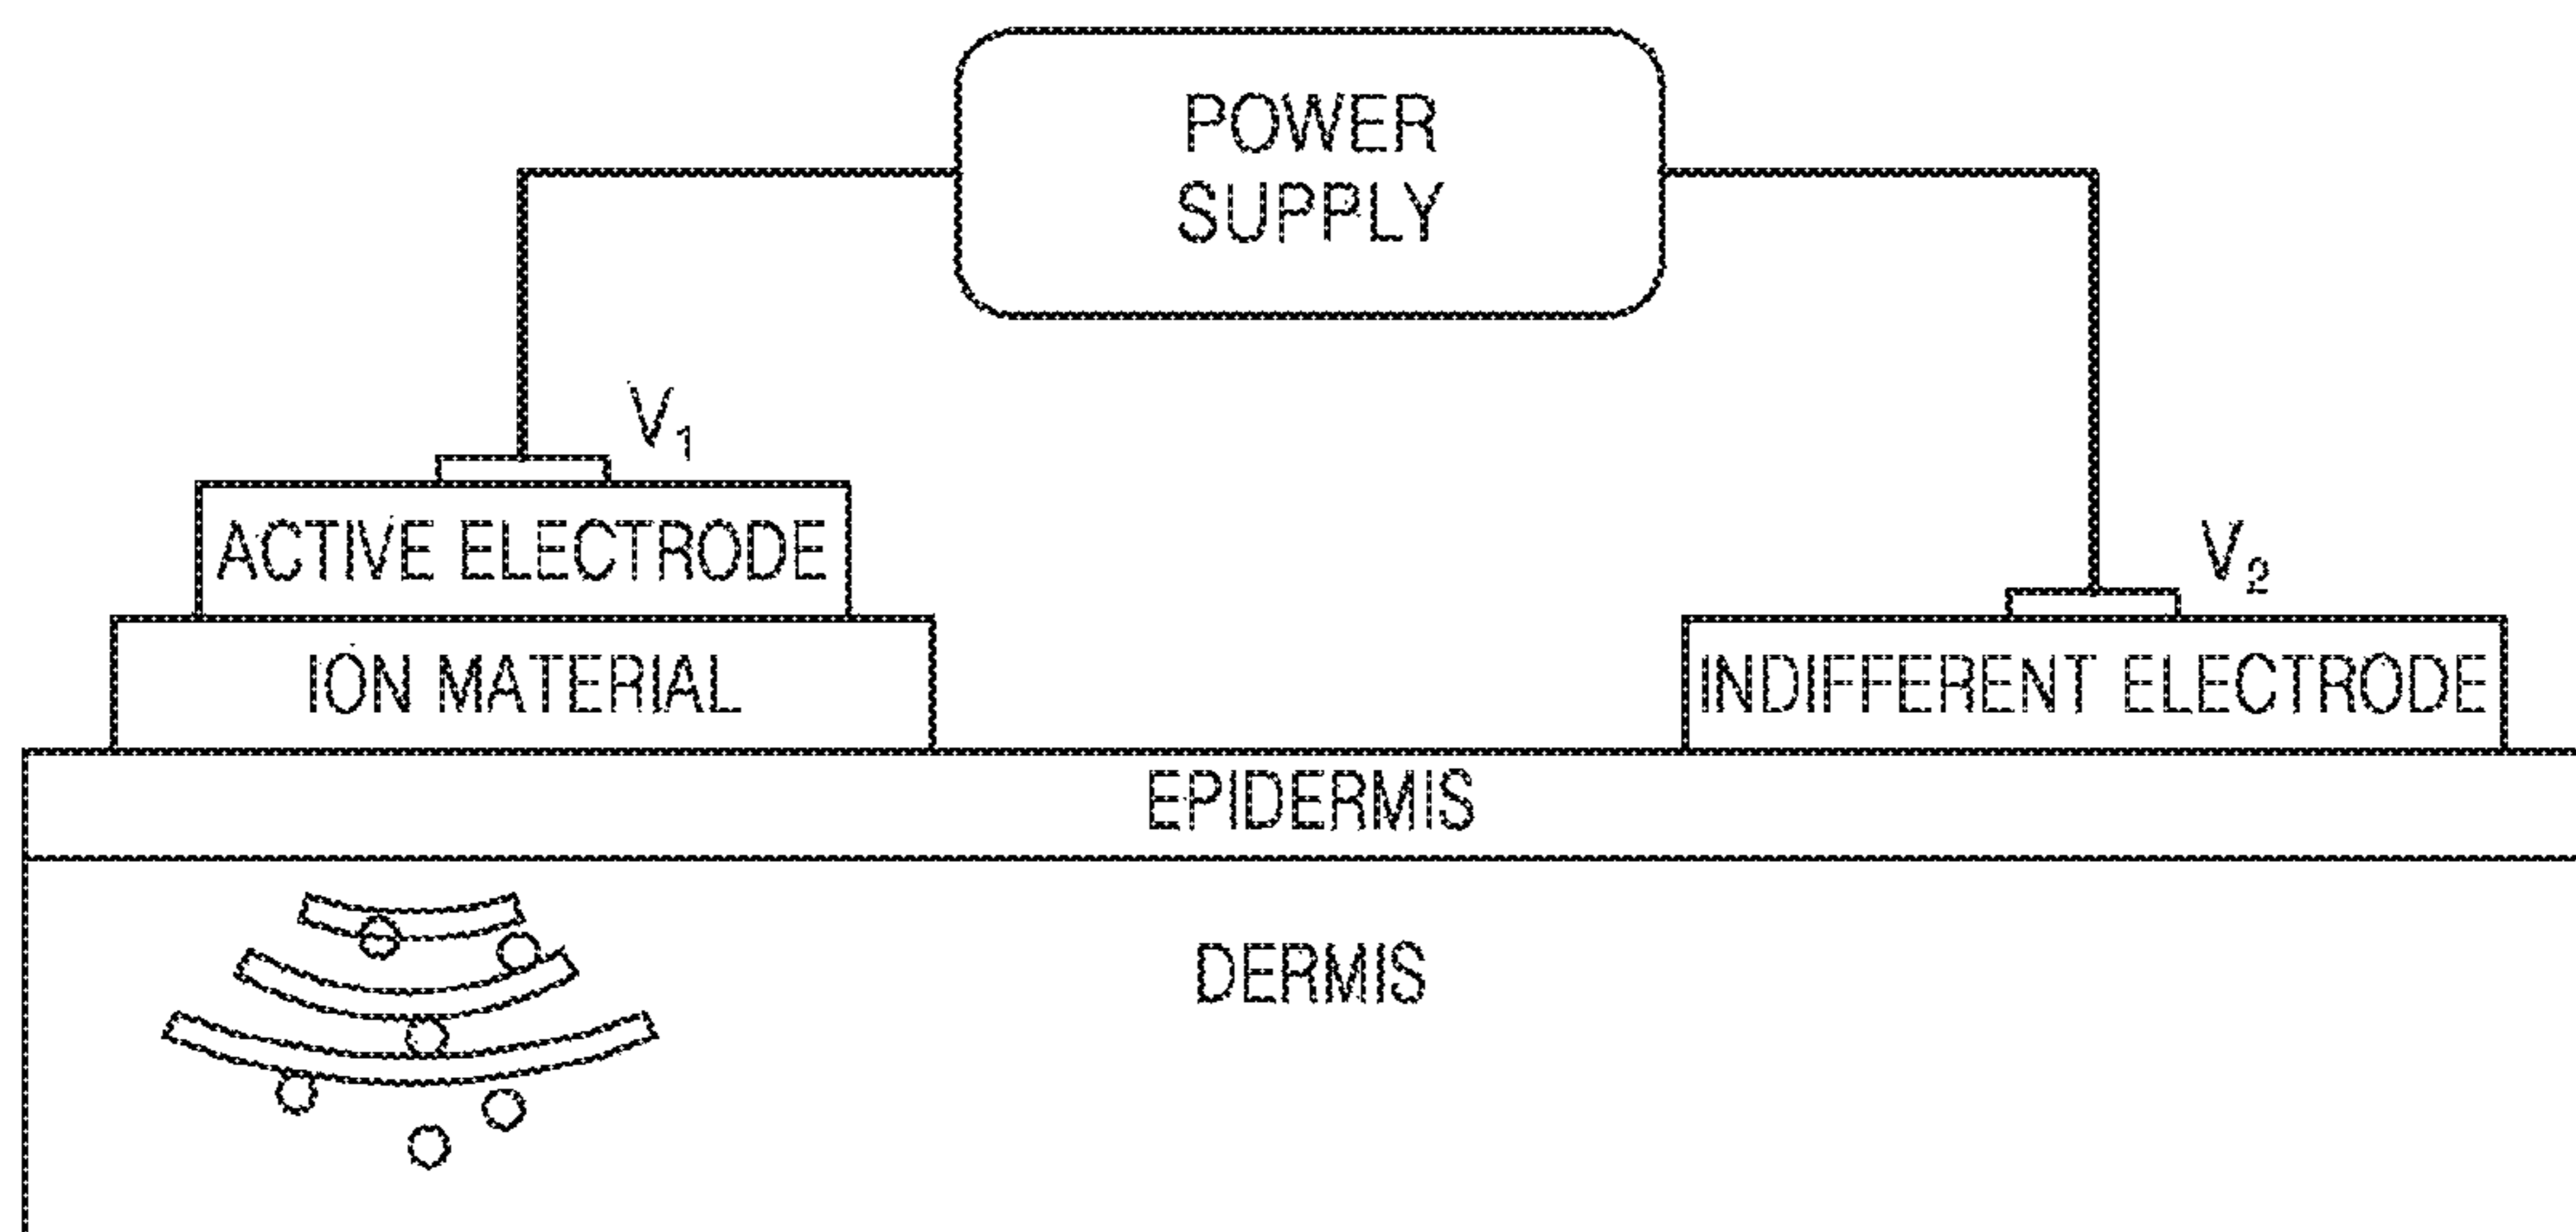 POWER
SUPPLY
V₁
ACTIVE ELECTRODE
V₂
ION MATERIAL
INDIFFERENT ELECTRODE
EPIDERMIS
DERMIS